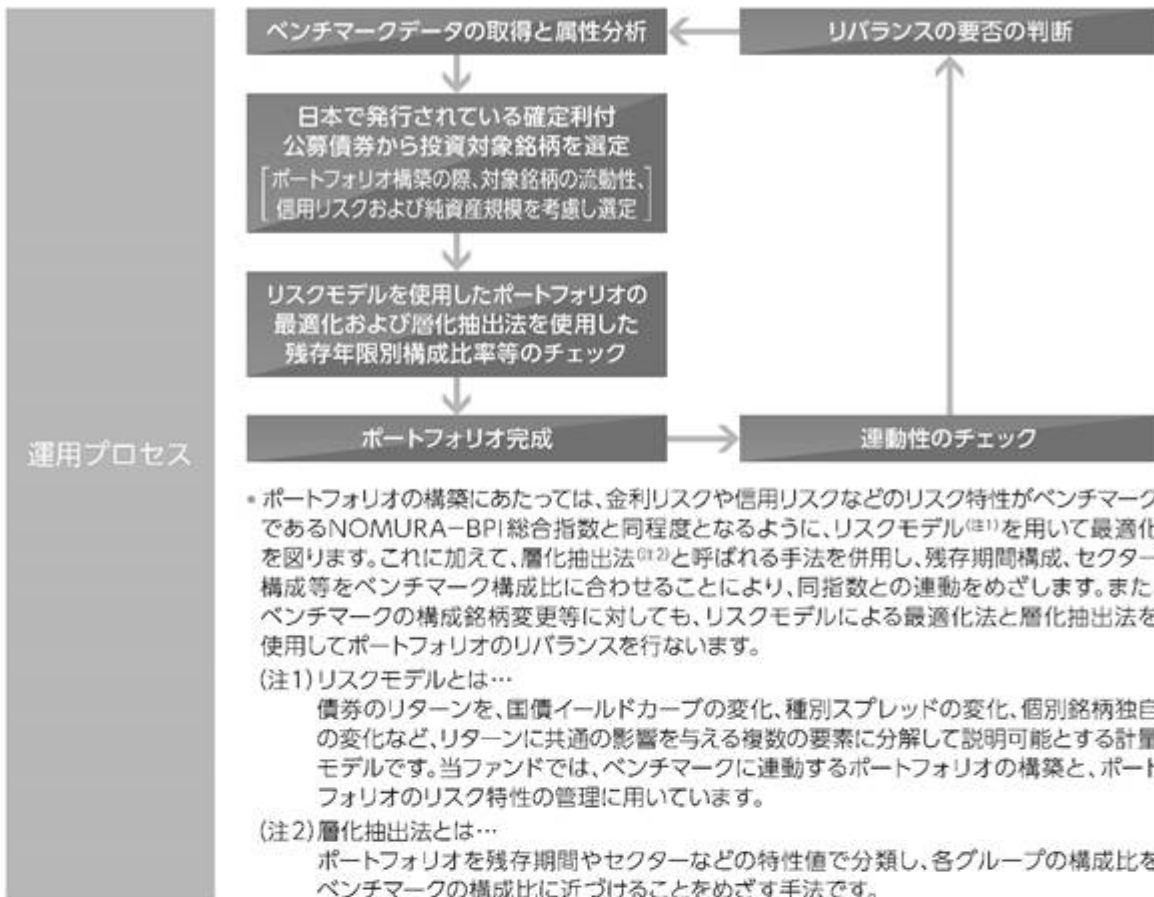 運用プロセス
ベンチマークデータの取得と属性分析
リバランスの要否の判断
日本で発行されている確定利付
公募債券から投資対象銘柄を選定
[ポートフォリオ構築の際、対象銘柄の流動性、
信用リスクおよび純資産規模を考慮し選定]
リスクモデルを使用したポートフォリオの
最適化および層化抽出法を使用した
残存年限別構成比率等のチェック
ポートフォリオ完成
連動性のチェック
• ポートフォリオの構築にあたっては、金利リスクや信用リスクなどのリスク特性がベンチマーク
であるNOMURA-BPI総合指数と同程度となるように、リスクモデル(注1)を用いて最適化
を図ります。これに加えて、層化抽出法(注2)と呼ばれる手法を併用し、残存期間構成、セクター
構成等をベンチマーク構成比に合わせることにより、同指数との連動をめざします。また
ベンチマークの構成銘柄変更等に対しても、リスクモデルによる最適化法と層化抽出法を
使用してポートフォリオのリバランスを行ないます。
(注1)リスクモデルとは…
債券のリターンを、国債イールドカーブの変化、種別スプレッドの変化、個別銘柄独自
の変化など、リターンに共通の影響を与える複数の要素に分解して説明可能とする計量
モデルです。当ファンドでは、ベンチマークに連動するポートフォリオの構築と、ポート
フォリオのリスク特性の管理に用いています。
(注2)層化抽出法とは…
ポートフォリオを残存期間やセクターなどの特性値で分類し、各グループの構成比を
ベンチマークの構成比に近づけることをめざす手法です。